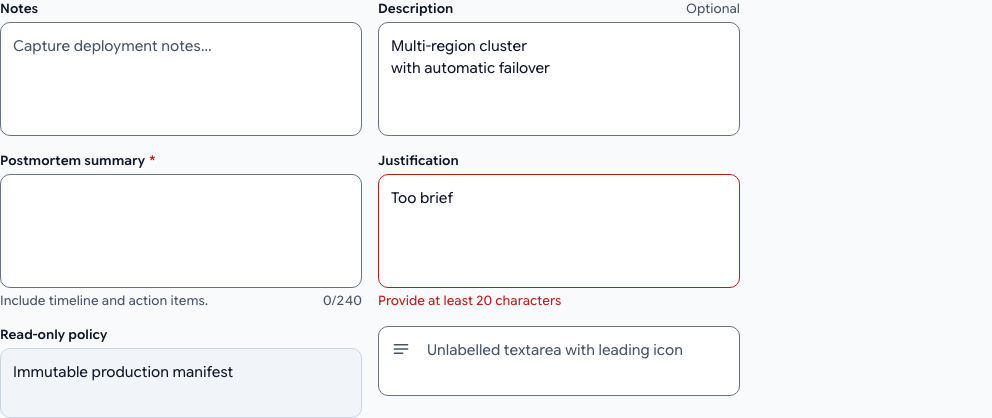 Notes
Capture deployment notes...
Description
Optional
Multi-region cluster
with automatic failover
Postmortem summary *
Include timeline and action items.
0/240
Justification
Too brief
Provide at least 20 characters
Read-only policy
Immutable production manifest
Unlabelled textarea with leading icon